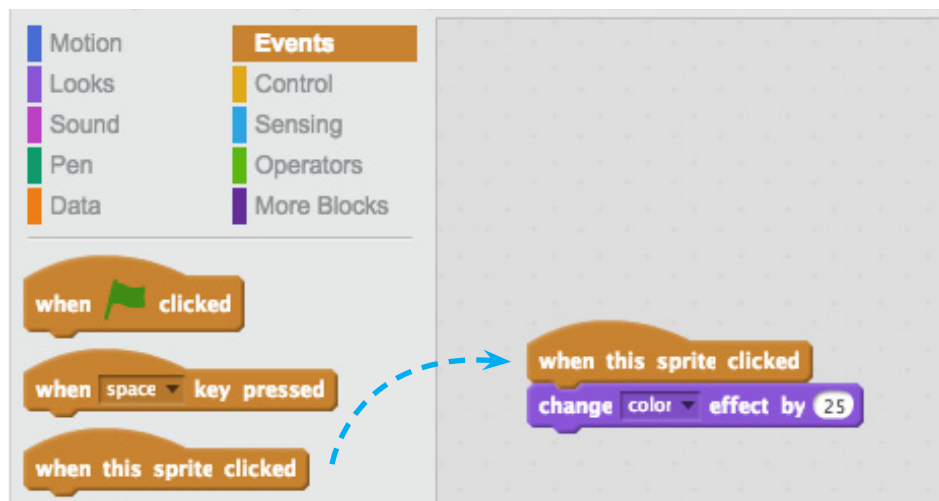 Motion
Looks
Sound
Pen
Data
Events
Control
Sensing
Operators
More Blocks
when clicked
when space key pressed
when this sprite clicked
when this sprite clicked
change color effect by 25